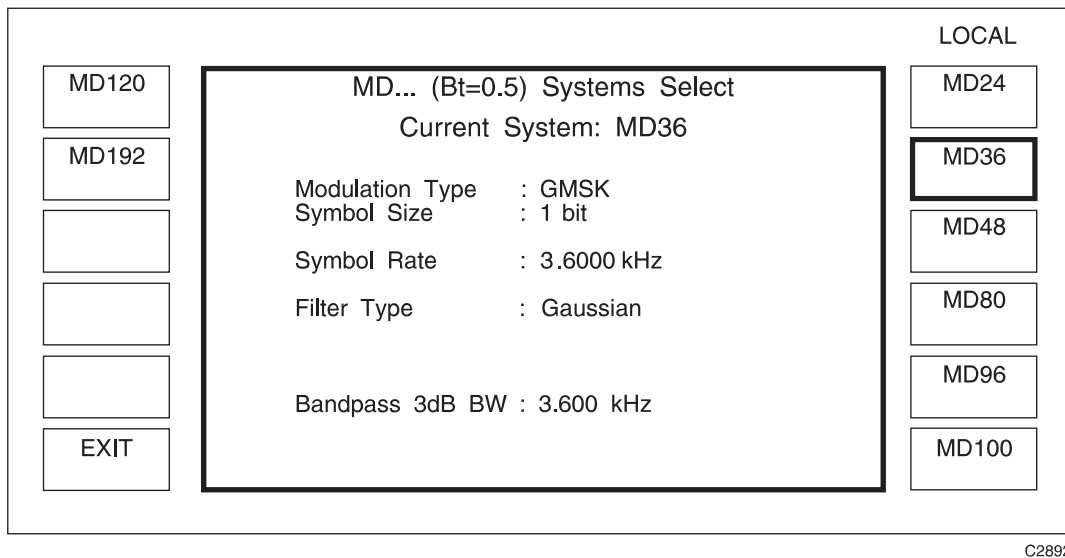 LOCAL
MD120
MD192
EXIT
MD... (Bt=0.5) Systems Select
Current System: MD36
Modulation Type : GMSK
Symbol Size : 1 bit
Symbol Rate : 3.6000 kHz
Filter Type : Gaussian
Bandpass 3dB BW : 3.600 kHz
MD24
MD36
MD48
MD80
MD96
MD100
C2892